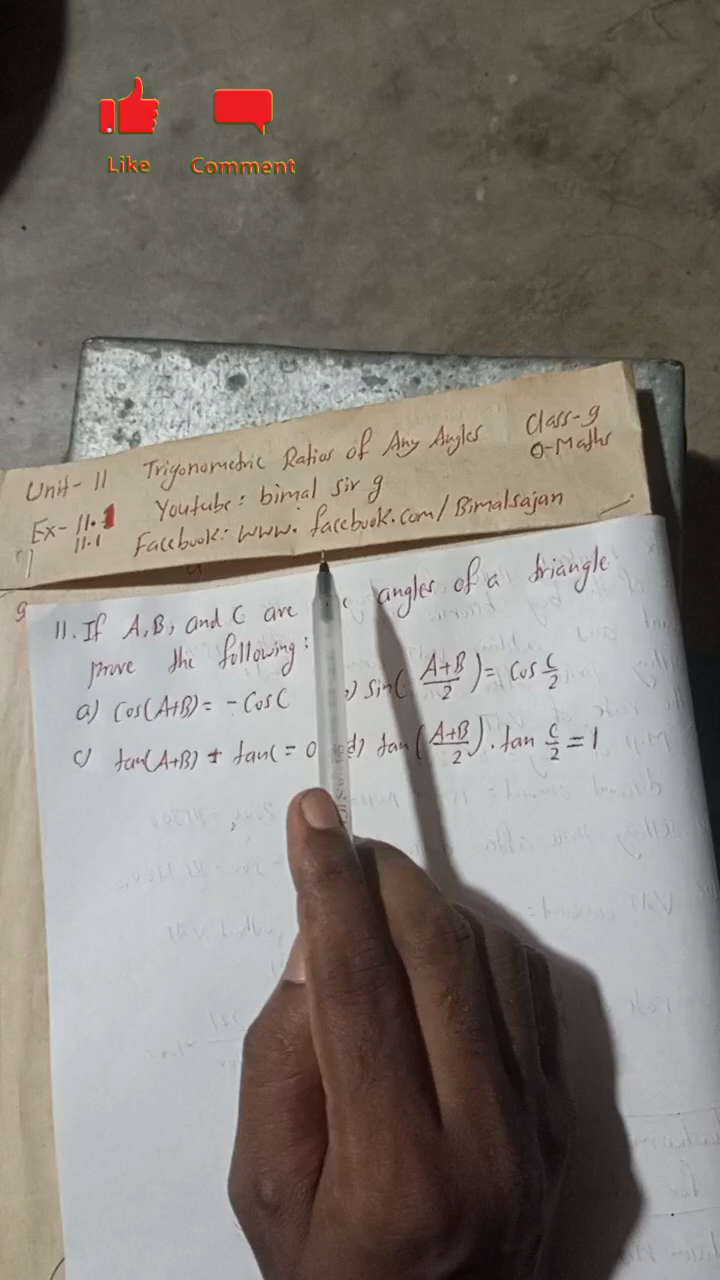 Like Comment
Unit- 11 Trigonometric Ratios of Any Angles Class-9
O-Maths
Ex- 11.1 Youtube: bimal sir g
11.1 Facebook: www. facebook.com/Bimalsajan
11. If A, B, and C are angles of a triangle
prove the following:
a) Cos(A+B) = - Cos C ) Sin( A+B/2 ) = Cos C/2
c) tan(A+B) + tanC = 0 d) tan (A+B/2) . tan C/2 = 1